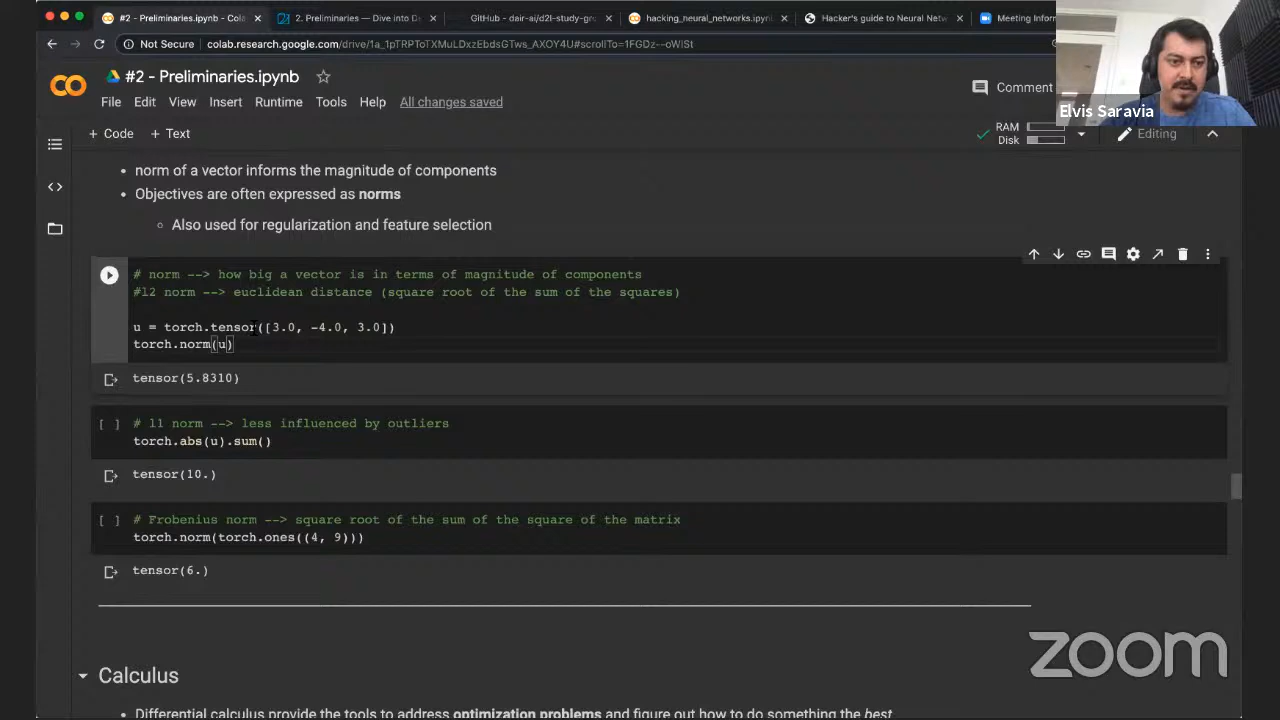 #2 - Preliminaries.ipynb - Colab
2. Preliminaries — Dive into D
GitHub - dair-ai/d2l-study-gro
hacking_neural_networks.ipynb
Hacker's guide to Neural Netw
Meeting Infor
Not Secure
colab.research.google.com/drive/1a_1pTRPToTXMuLDxzEbdsGTws_AXOY4U#scrollTo=1FGDz--oWlSt
#2 - Preliminaries.ipynb
File Edit View Insert Runtime Tools Help All changes saved
Comment
Elvis Saravia
+ Code + Text
RAM
Disk
Editing
norm of a vector informs the magnitude of components
Objectives are often expressed as norms
Also used for regularization and feature selection
# norm --> how big a vector is in terms of magnitude of components
#l2 norm --> euclidean distance (square root of the sum of the squares)
u = torch.tensor([3.0, -4.0, 3.0])
torch.norm(u)
tensor(5.8310)
[ ] # l1 norm --> less influenced by outliers
torch.abs(u).sum()
tensor(10.)
[ ] # Frobenius norm --> square root of the sum of the square of the matrix
torch.norm(torch.ones((4, 9)))
tensor(6.)
zoom
Calculus
Differential calculus provide the tools to address optimization problems and figure out how to do something the best